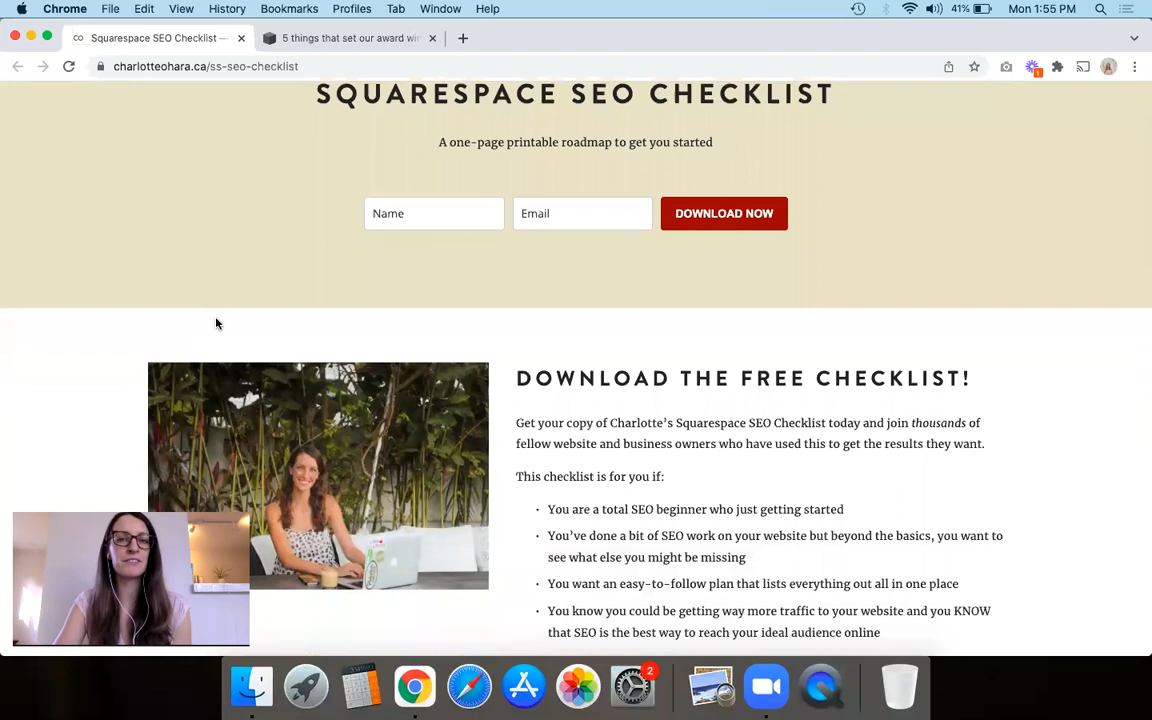 Chrome File Edit View History Bookmarks Profiles Tab Window Help 41% Mon 1:55 PM
Squarespace SEO Checklist — 5 things that set our award wi
charlotteohara.ca/ss-seo-checklist
1
SQUARESPACE SEO CHECKLIST
A one-page printable roadmap to get you started
Name Email DOWNLOAD NOW
DOWNLOAD THE FREE CHECKLIST!
Get your copy of Charlotte’s Squarespace SEO Checklist today and join thousands of
fellow website and business owners who have used this to get the results they want.
This checklist is for you if:
· You are a total SEO beginner who just getting started
· You’ve done a bit of SEO work on your website but beyond the basics, you want to
see what else you might be missing
· You want an easy-to-follow plan that lists everything out all in one place
· You know you could be getting way more traffic to your website and you KNOW
that SEO is the best way to reach your ideal audience online
2